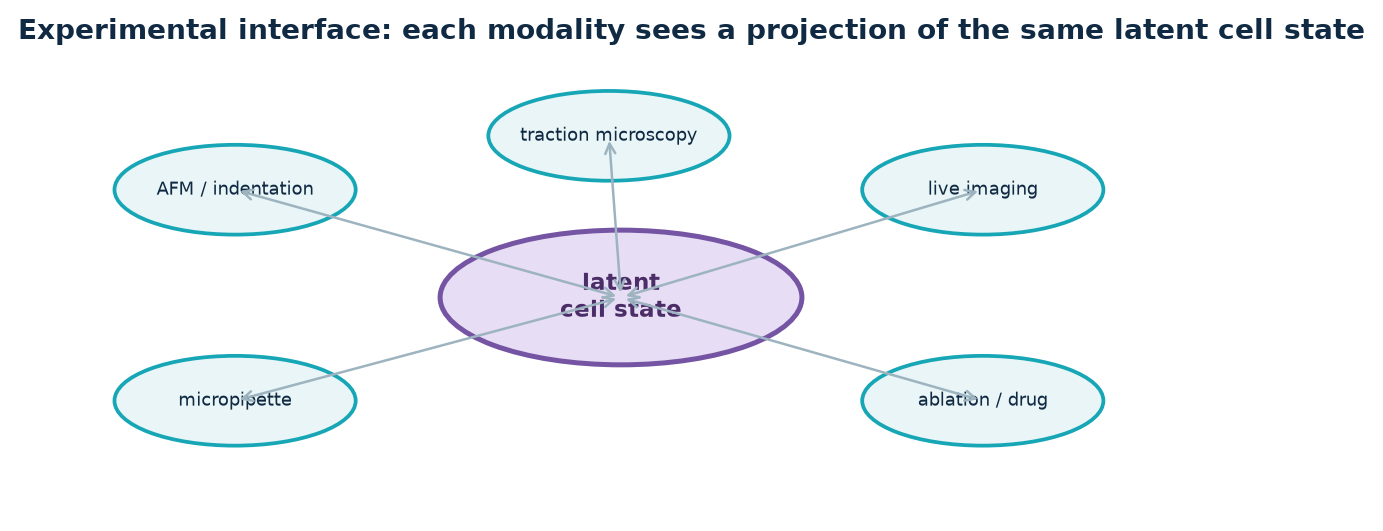 Experimental interface: each modality sees a projection of the same latent cell state
traction microscopy
AFM / indentation
live imaging
latent
cell state
micropipette
ablation / drug